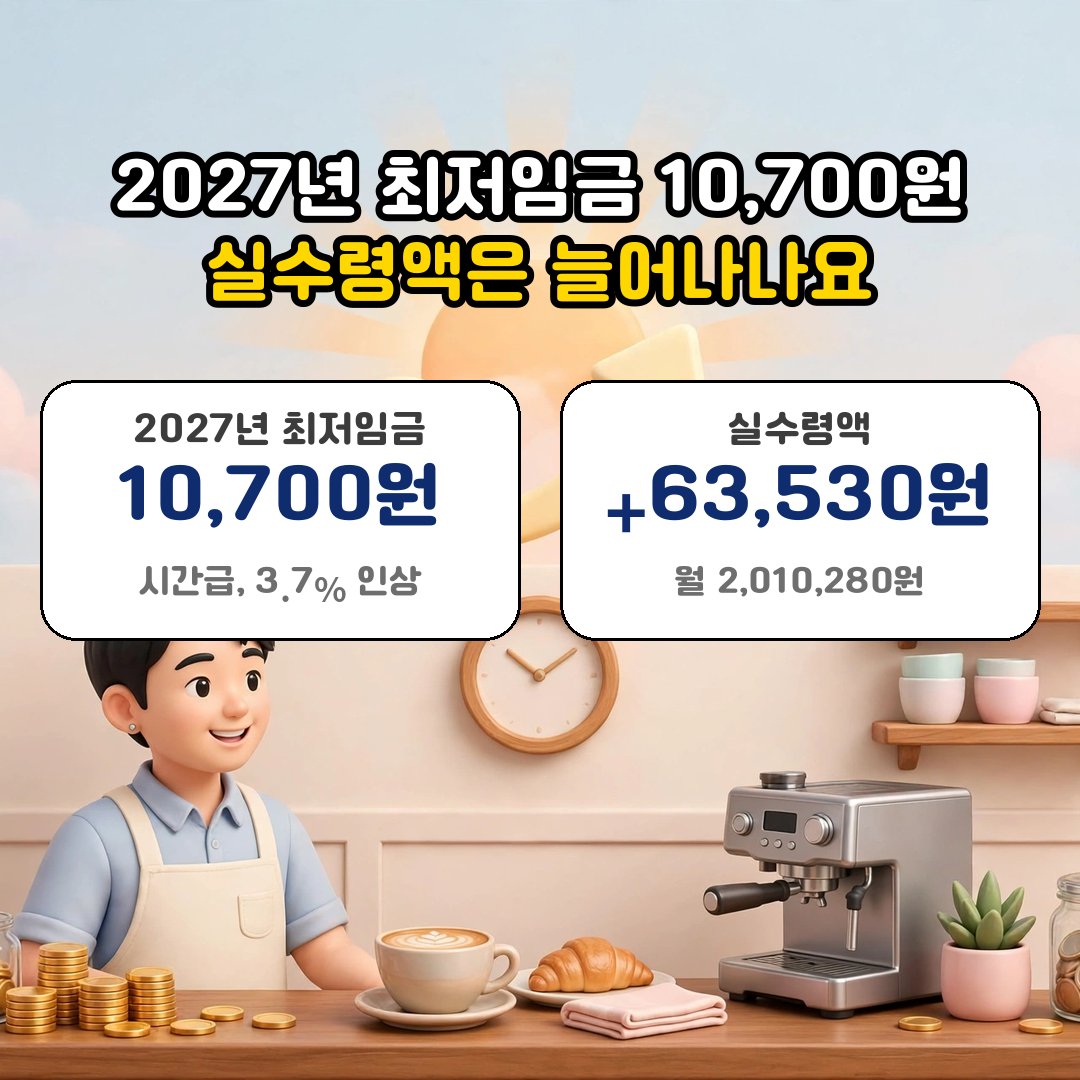 2027년 최저임금 10,700원
실수령액은 늘어나나요
2027년 최저임금
10,700원
시간급, 3.7% 인상
실수령액
+63,530원
월 2,010,280원